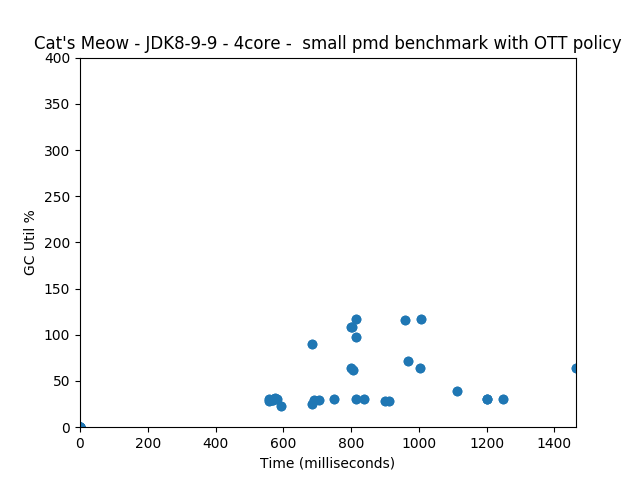 Cat's Meow - JDK8-9-9 - 4core -  small pmd benchmark with OTT policy
400
350
300
250
200
150
100
50
0
GC Util %
0 200 400 600 800 1000 1200 1400
Time (milliseconds)